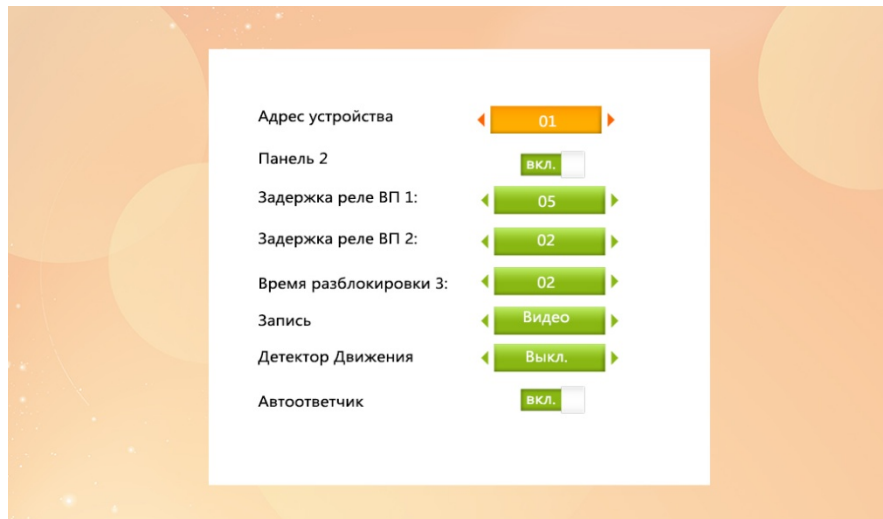 Адрес устройства 01
Панель 2 вкл.
Задержка реле ВП 1: 05
Задержка реле ВП 2: 02
Время разблокировки 3: 02
Запись Видео
Детектор Движения Выкл.
Автоответчик вкл.